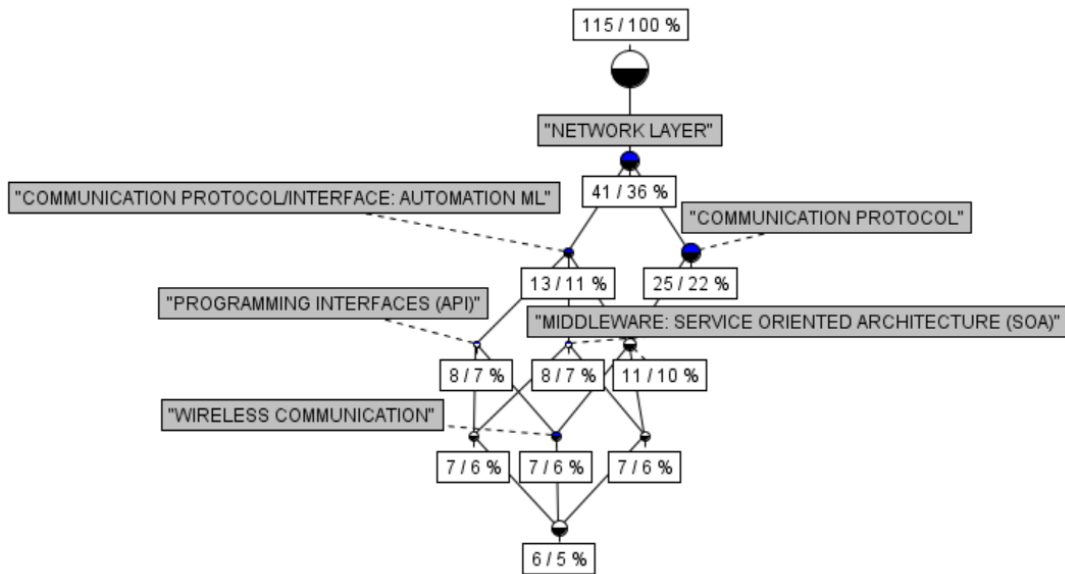 115 / 100 %
"NETWORK LAYER"
41 / 36 %
"COMMUNICATION PROTOCOL/INTERFACE: AUTOMATION ML"
"COMMUNICATION PROTOCOL"
13 / 11 %
25 / 22 %
"PROGRAMMING INTERFACES (API)"
"MIDDLEWARE: SERVICE ORIENTED ARCHITECTURE (SOA)"
8 / 7 %
8 / 7 %
11 / 10 %
"WIRELESS COMMUNICATION"
7 / 6 %
7 / 6 %
7 / 6 %
6 / 5 %